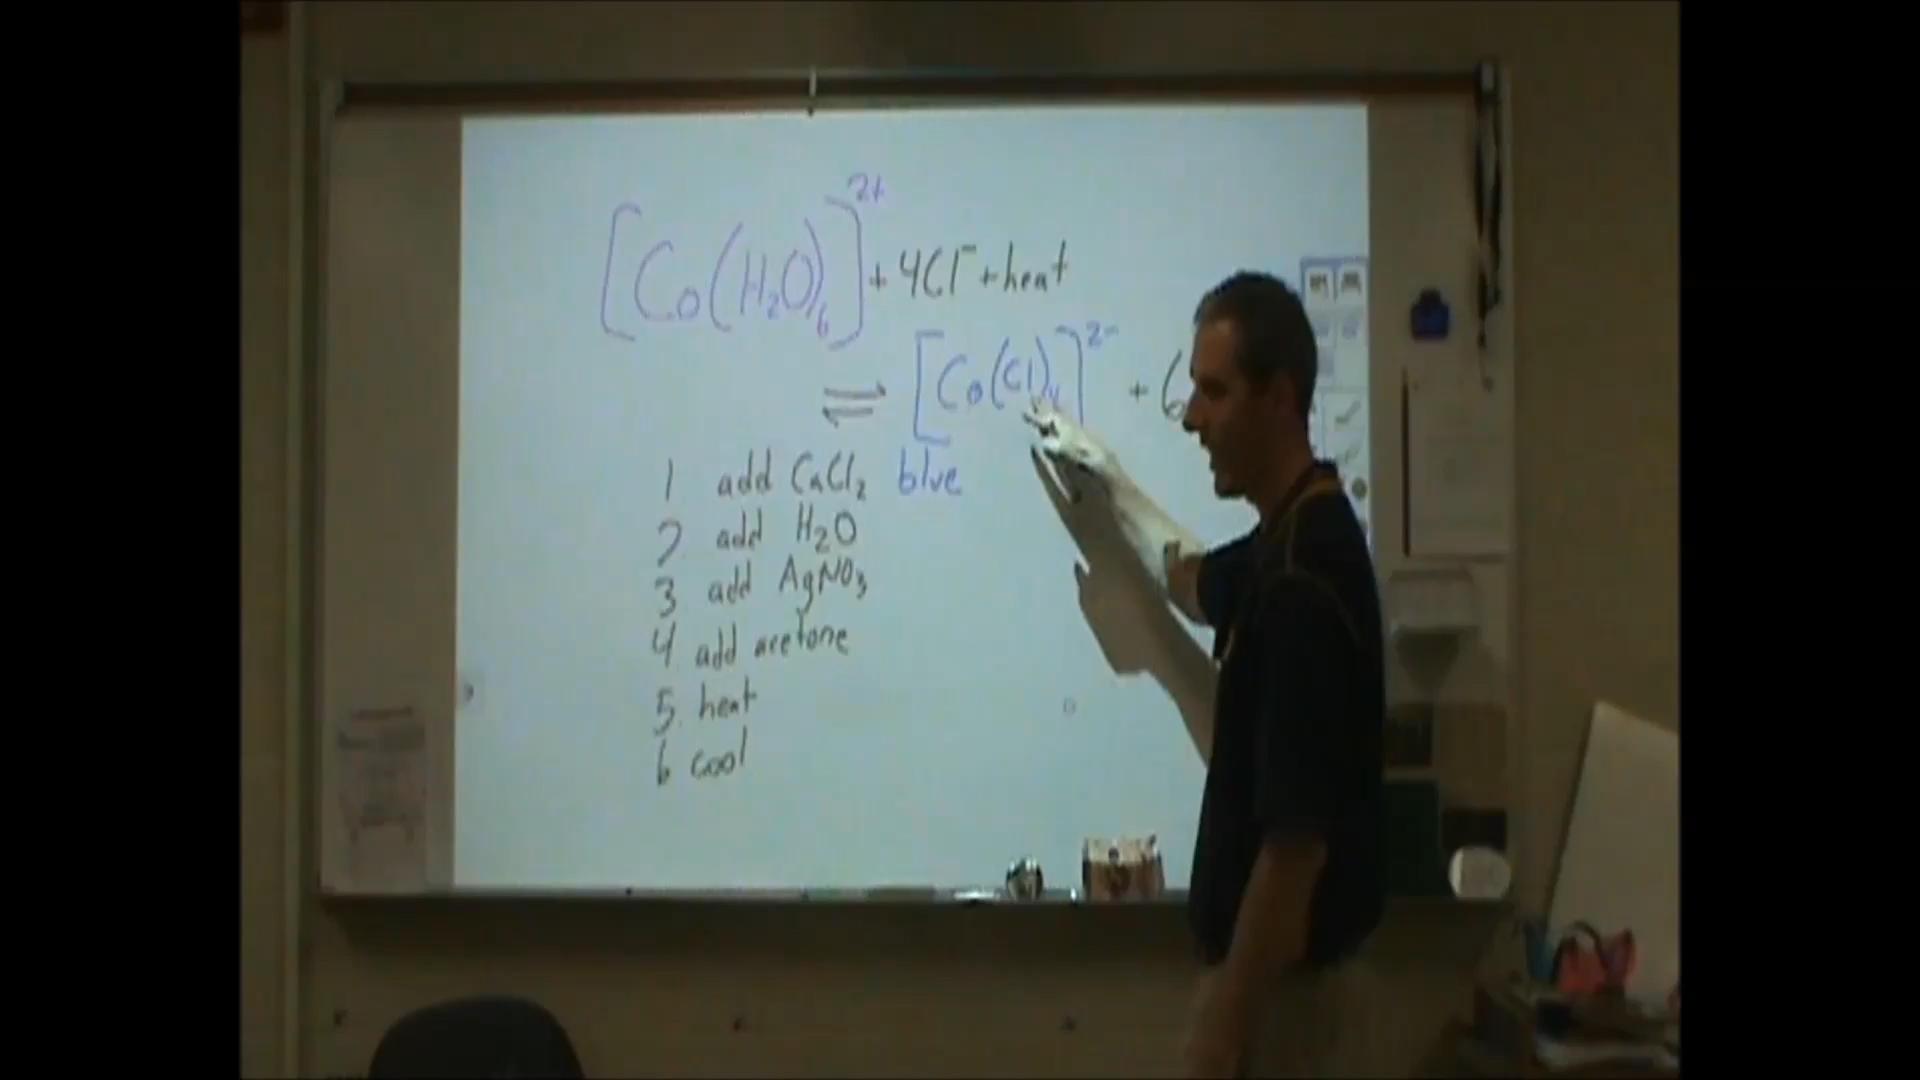 [Co(H₂O)₆]²⁺ + 4Cl⁻ + heat
⇌ [Co(Cl)₄]²⁻ + 6
1 add CaCl₂ blue
2 add H₂O
3 add AgNO₃
4 add acetone
5. heat
6 cool